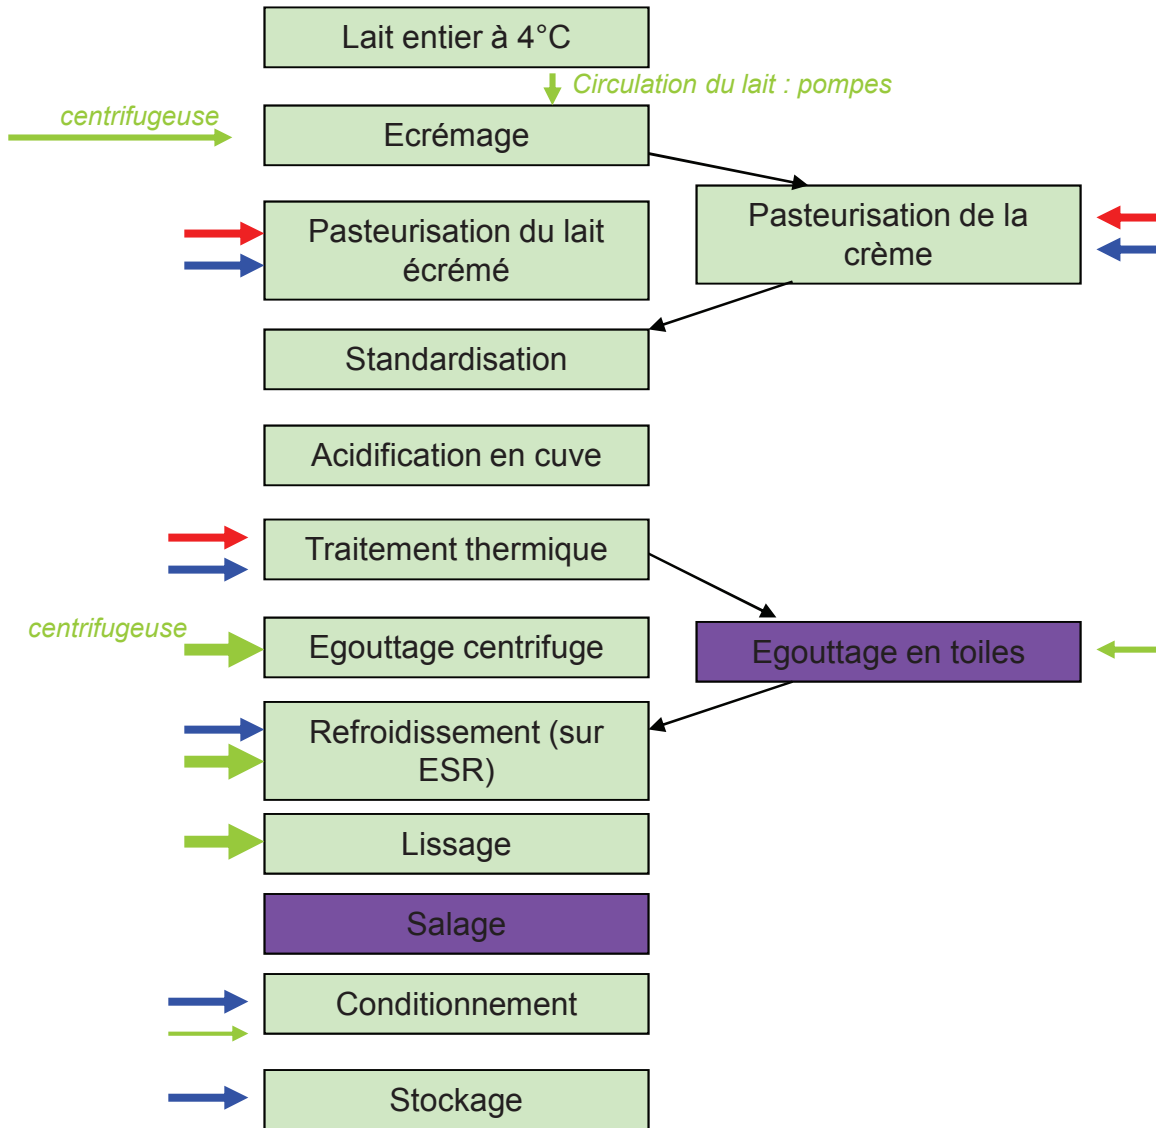 Lait entier à 4°C
Circulation du lait : pompes
centrifugeuse
Ecrémage
Pasteurisation du lait
écrémé
Pasteurisation de la
crème
Standardisation
Acidification en cuve
Traitement thermique
centrifugeuse
Egouttage centrifuge
Egouttage en toiles
Refroidissement (sur
ESR)
Lissage
Salage
Conditionnement
Stockage